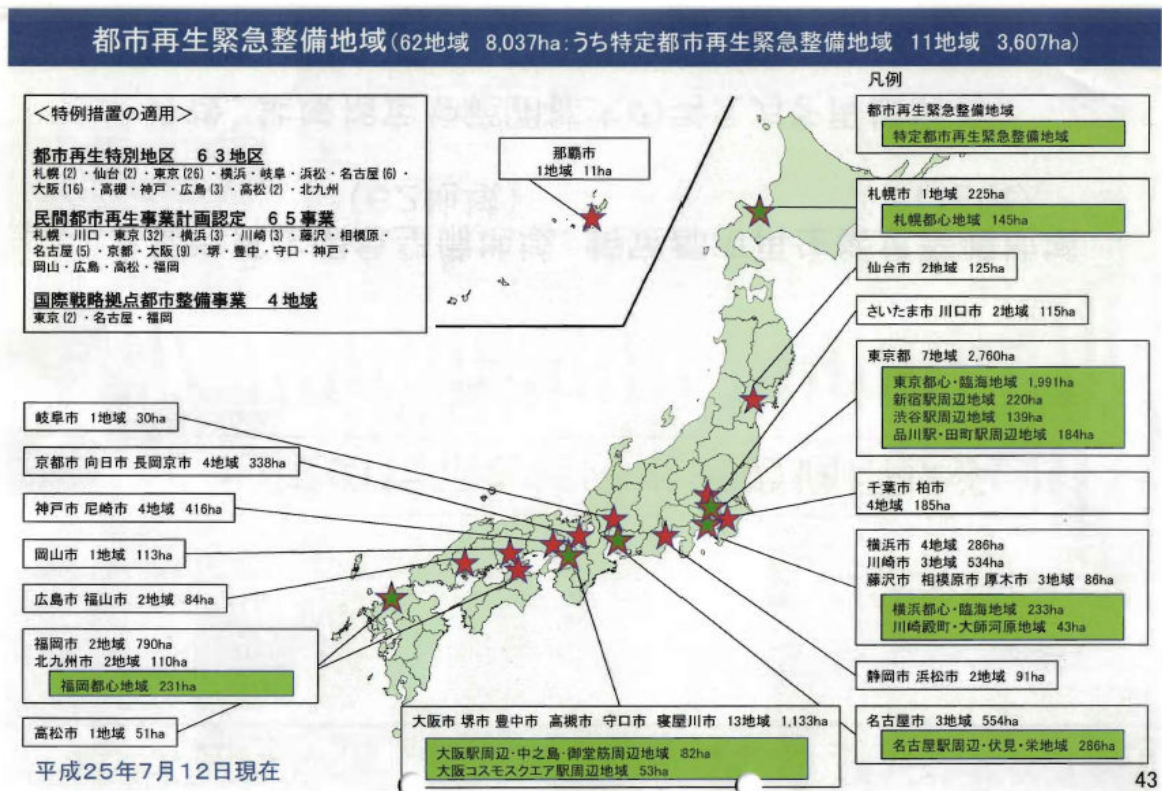 都市再生緊急整備地域(62地域 8,037ha:うち特定都市再生緊急整備地域 11地域 3,607ha)
<特例措置の適用>
都市再生特別地区 63地区
札幌(2)・仙台(2)・東京(26)・横浜・岐阜・浜松・名古屋(6)・
大阪(16)・高槻・神戸・広島(3)・高松(2)・北九州
民間都市再生事業計画認定 65事業
札幌・川口・東京(32)・横浜(3)・川崎(3)・藤沢・相模原・
名古屋(5)・京都・大阪(9)・堺・豊中・守口・神戸・
岡山・広島・高松・福岡
国際戦略拠点都市整備事業 4地域
東京(2)・名古屋・福岡
那覇市
1地域 11ha
凡例
都市再生緊急整備地域
特定都市再生緊急整備地域
札幌市 1地域 225ha
札幌都心地域 145ha
仙台市 2地域 125ha
さいたま市 川口市 2地域 115ha
東京都 7地域 2,760ha
東京都心・臨海地域 1,991ha
新宿駅周辺地域 220ha
渋谷駅周辺地域 139ha
品川駅・田町駅周辺地域 184ha
千葉市 柏市
4地域 185ha
横浜市 4地域 286ha
川崎市 3地域 534ha
藤沢市 相模原市 厚木市 3地域 86ha
横浜都心・臨海地域 233ha
川崎殿町・大師河原地域 43ha
静岡市 浜松市 2地域 91ha
名古屋市 3地域 554ha
名古屋駅周辺・伏見・栄地域 286ha
岐阜市 1地域 30ha
京都市 向日市 長岡京市 4地域 338ha
神戸市 尼崎市 4地域 416ha
岡山市 1地域 113ha
広島市 福山市 2地域 84ha
福岡市 2地域 790ha
北九州市 2地域 110ha
福岡都心地域 231ha
高松市 1地域 51ha
大阪市 堺市 豊中市 高槻市 守口市 寝屋川市 13地域 1,133ha
大阪駅周辺・中之島・御堂筋周辺地域 82ha
大阪コスモスクエア駅周辺地域 53ha
平成25年7月12日現在
43